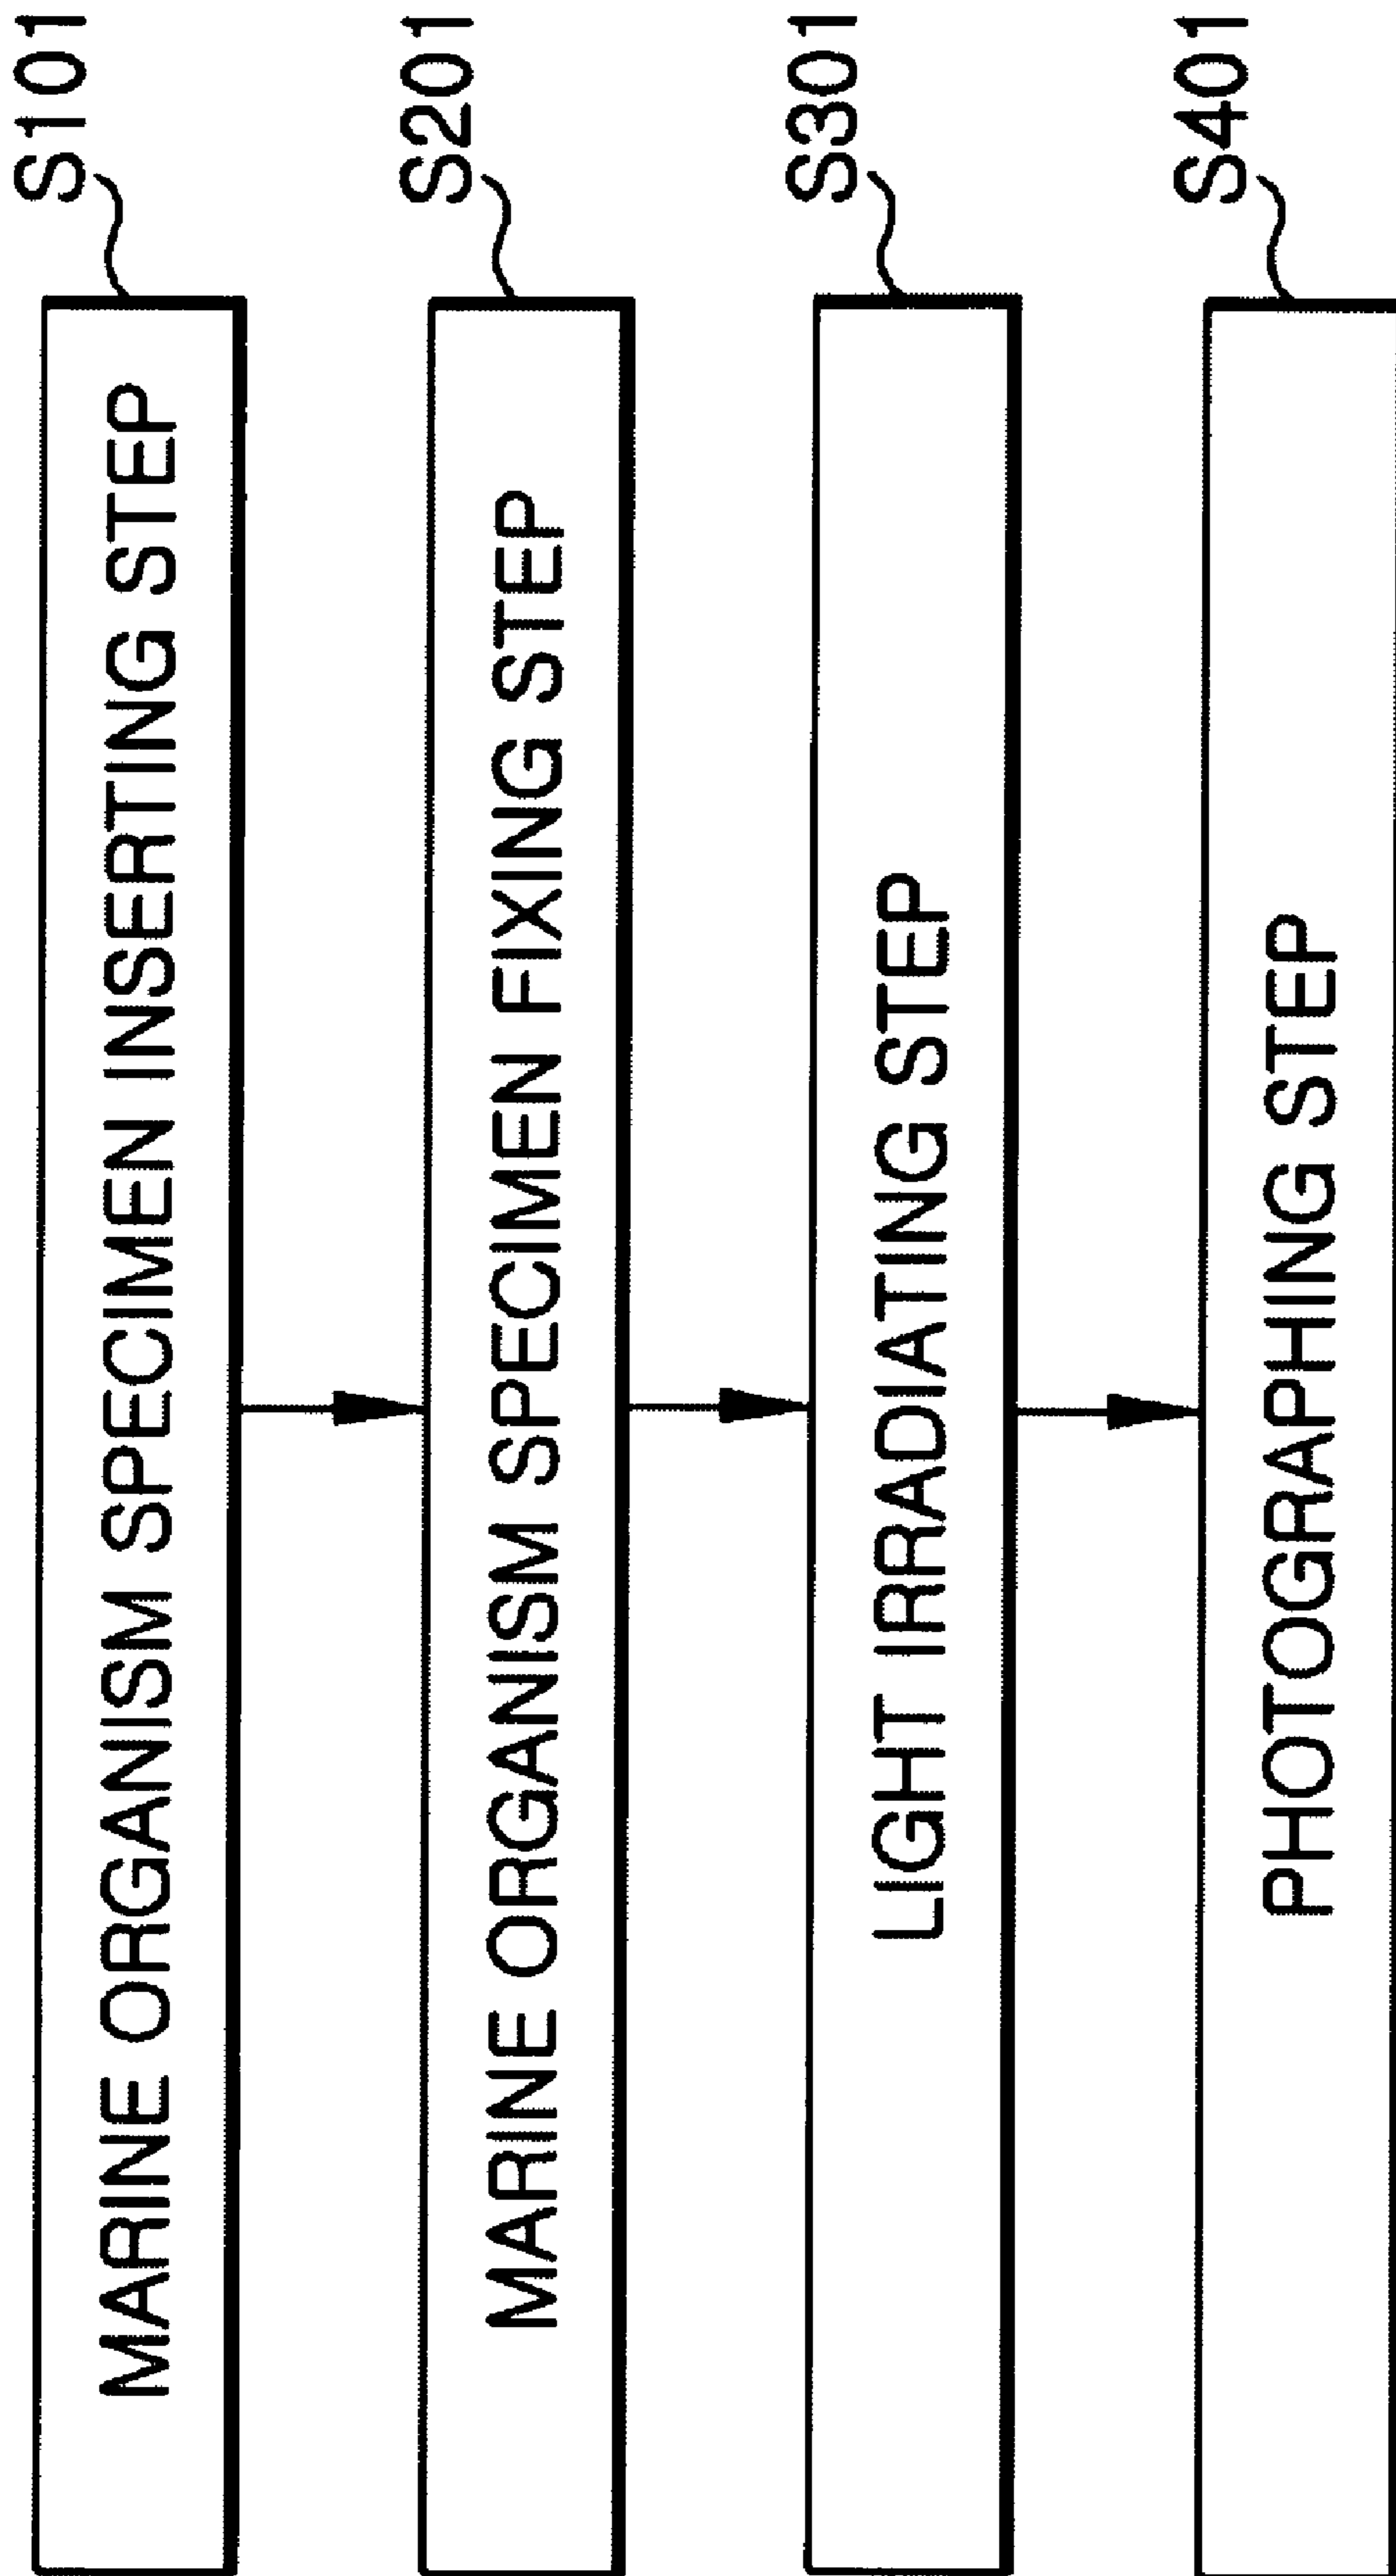 MARINE ORGANISM SPECIMEN INSERTING STEP
S101
MARINE ORGANISM SPECIMEN FIXING STEP
S201
LIGHT IRRADIATING STEP
S301
PHOTOGRAPHING STEP
S401